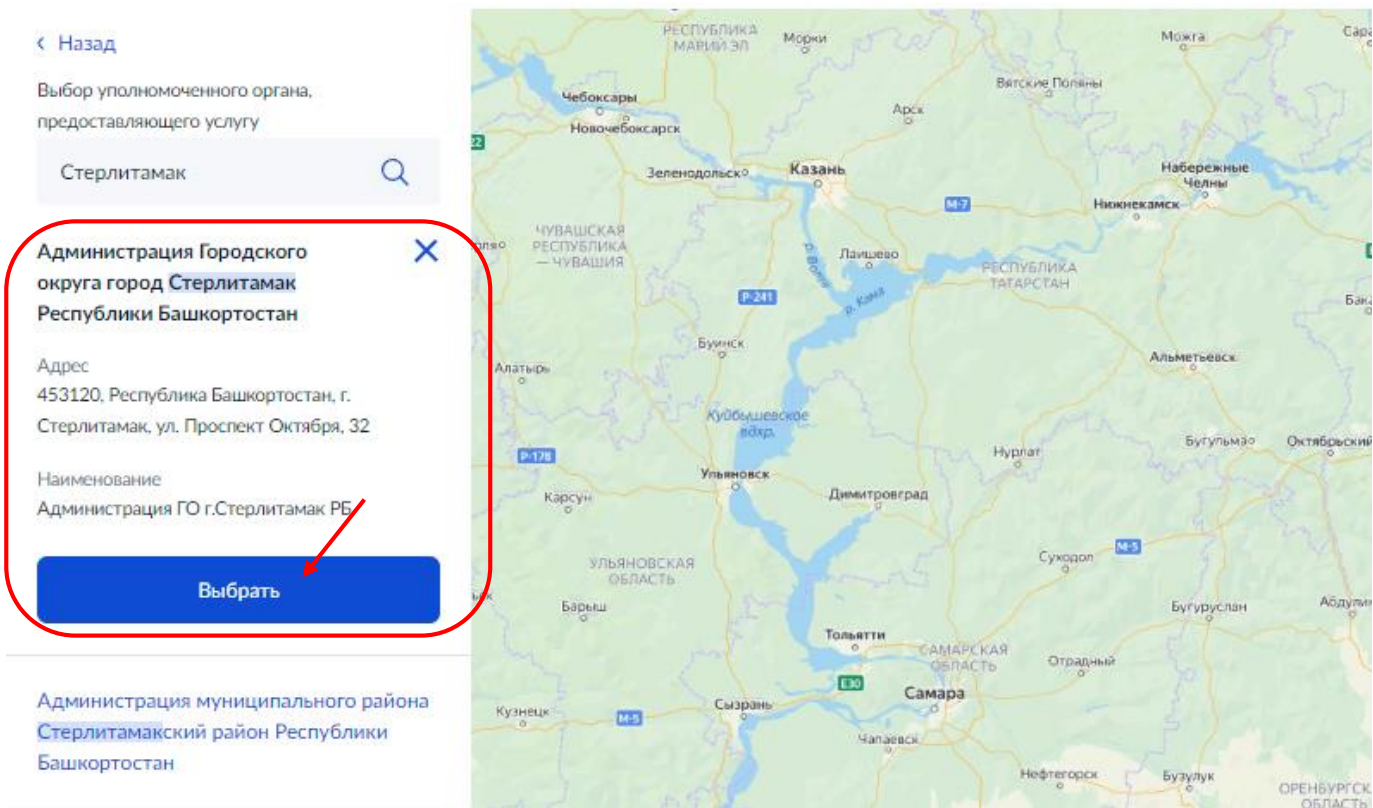 ‹ Назад
Выбор уполномоченного органа,
предоставляющего услугу
Стерлитамак
Администрация Городского
округа город Стерлитамак
Республики Башкортостан
Адрес
453120, Республика Башкортостан, г.
Стерлитамак, ул. Проспект Октября, 32
Наименование
Администрация ГО г.Стерлитамак РБ
Выбрать
Администрация муниципального района
Стерлитамакский район Республики
Башкортостан
РЕСПУБЛИКА
МАРИЙ ЭЛ
Морки
Можга
Вятские Поляны
Чебоксары
Новочебоксарск
Арск
Зеленодольск
Казань
Набережные
Челны
Нижнекамск
М-7
ЧУВАШСКАЯ
РЕСПУБЛИКА
— ЧУВАШИЯ
р. Волга
Лаишево
РЕСПУБЛИКА
ТАТАРСТАН
Р-241
р. Кама
Буинск
Алатырь
Альметьевск
Куйбышевское
вдхр.
Р-178
Ульяновск
Нурлат
Бугульма
Октябрьский
Карсун
Димитровград
М-5
Суходол
УЛЬЯНОВСКАЯ
ОБЛАСТЬ
Барыш
Бугуруслан
Тольятти
САМАРСКАЯ
ОБЛАСТЬ
Отрадный
Е30
Самара
Кузнецк
М-5
Сызрань
Чапаевск
Нефтегорск
Бузулук
ОБЛАСТЬ